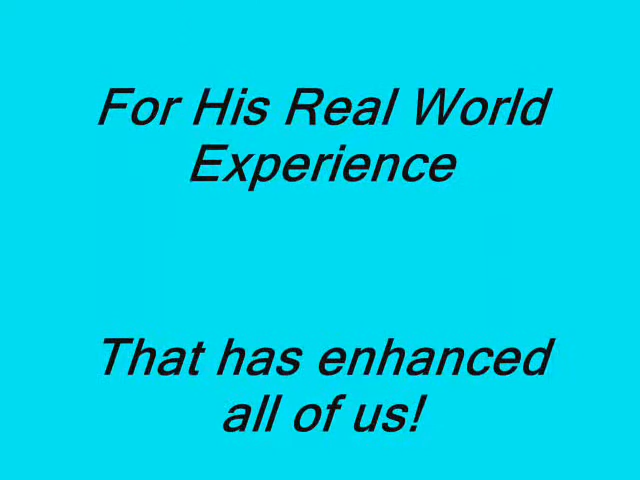 For His Real World
Experience
That has enhanced
all of us!